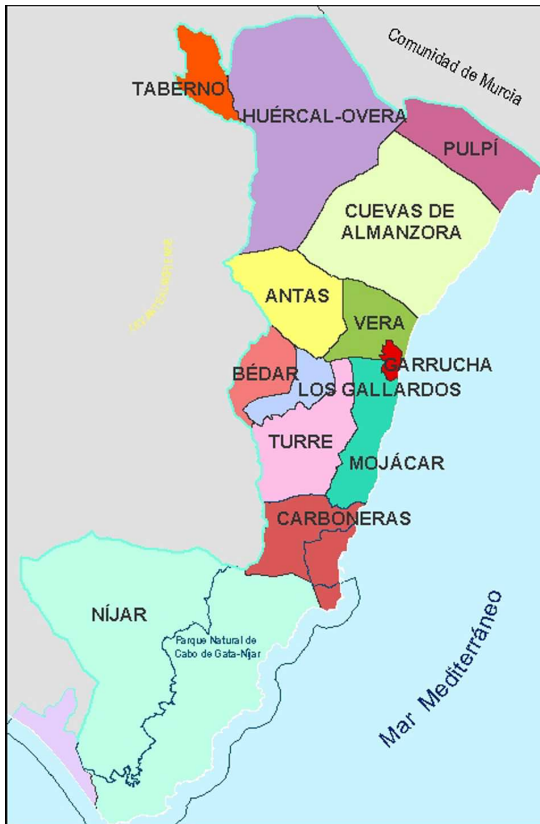 Comunidad de Murcia
TABERNO
HUÉRCAL-OVERA
PULPÍ
CUEVAS DE
ALMANZORA
ANTAS
VERA
GARRUCHA
BÉDAR
LOS GALLARDOS
TURRE
MOJÁCAR
CARBONERAS
NÍJAR
Parque Natural de
Cabo de Gata-Níjar
Mar Mediterráneo